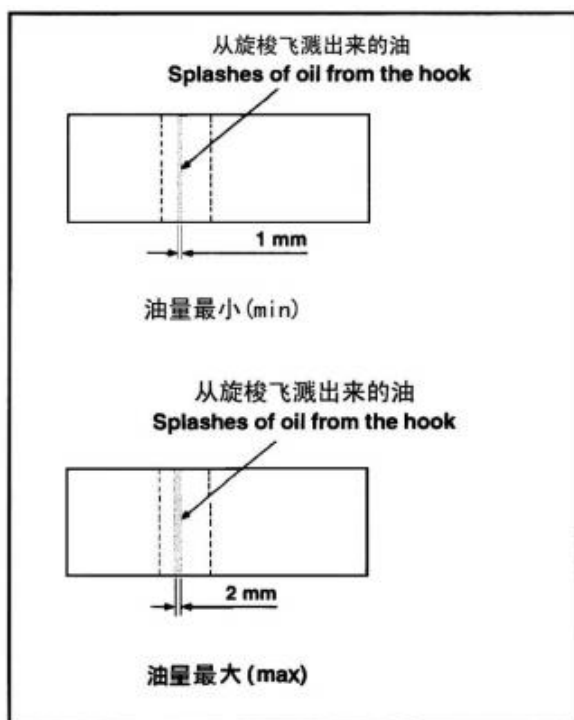 从旋梭飞溅出来的油
Splashes of oil from the hook
1 mm
油量最小(min)
从旋梭飞溅出来的油
Splashes of oil from the hook
2 mm
油量最大(max)